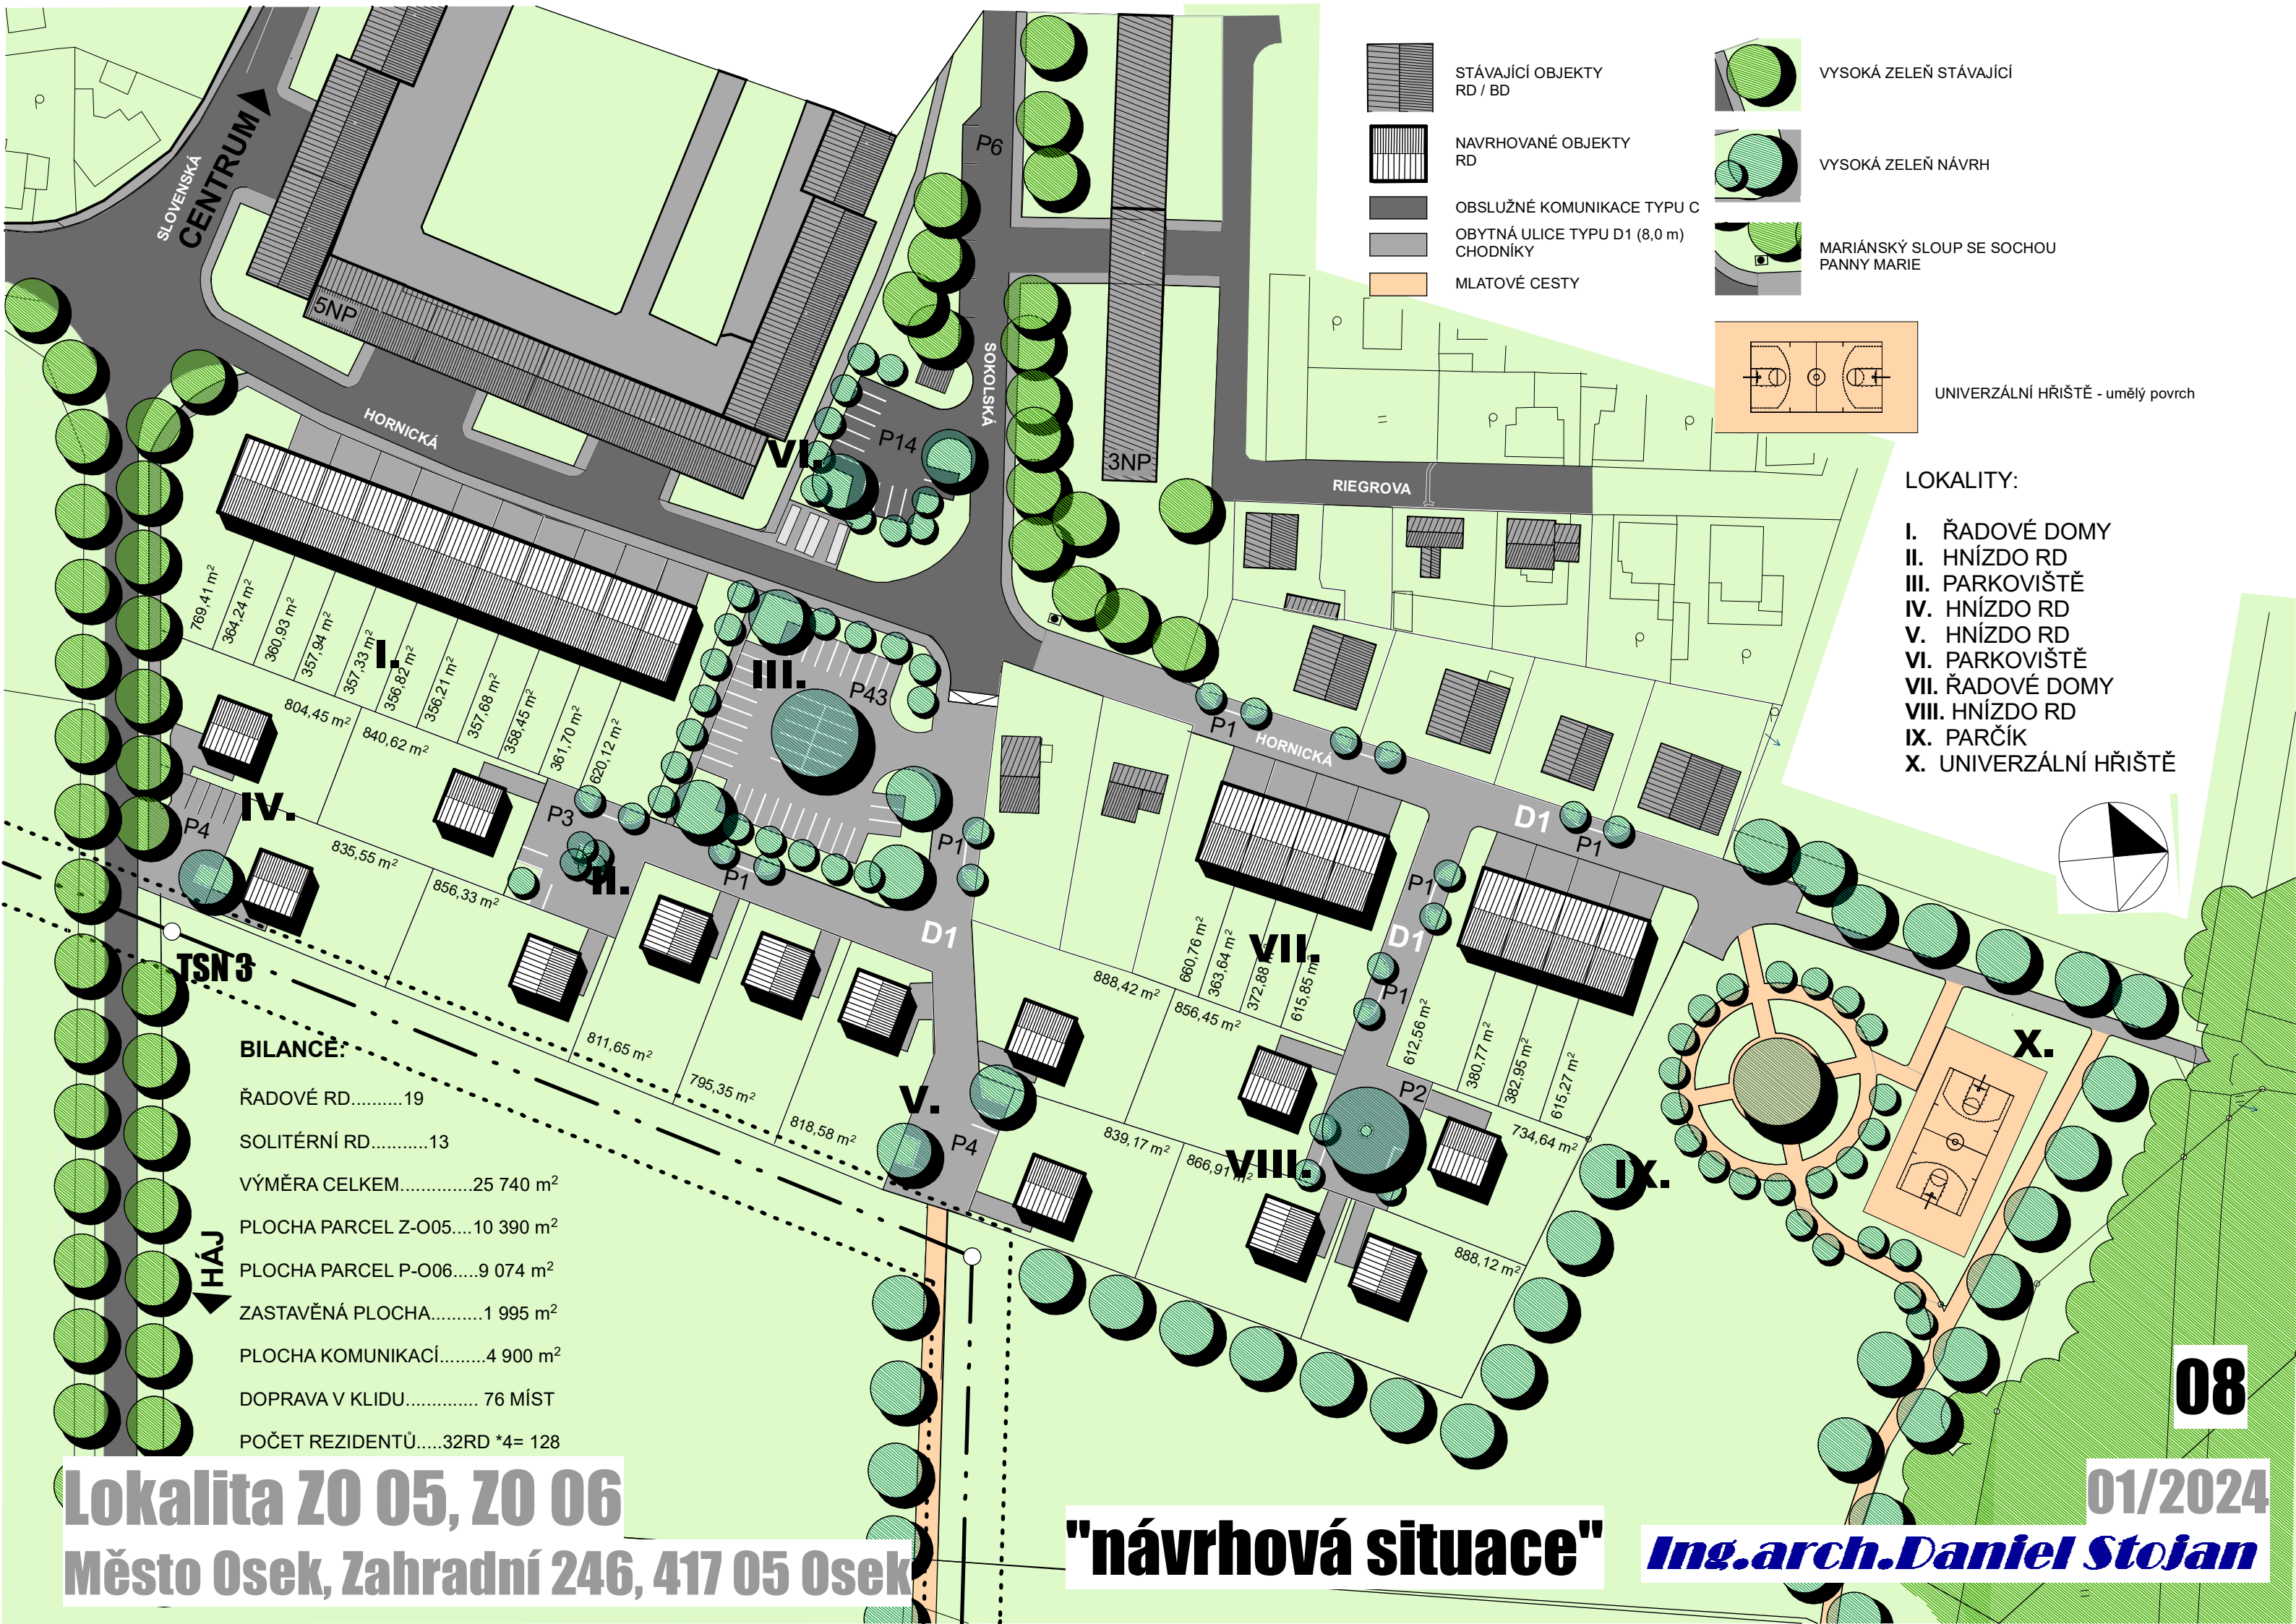 SLOVENSKÁ
CENTRUM
5NP
HORNICKÁ
P6
SOKOLSKÁ
P14
VI.
3NP
RIEGROVA
STÁVAJÍCÍ OBJEKTY
RD / BD
NAVRHOVANÉ OBJEKTY
RD
OBSLUŽNÉ KOMUNIKACE TYPU C
OBYTNÁ ULICE TYPU D1 (8,0 m)
CHODNÍKY
MLATOVÉ CESTY
VYSOKÁ ZELEŇ STÁVAJÍCÍ
VYSOKÁ ZELEŇ NÁVRH
MARIÁNSKÝ SLOUP SE SOCHOU
PANNY MARIE
UNIVERZÁLNÍ HŘIŠTĚ - umělý povrch
LOKALITY:
I. ŘADOVÉ DOMY
II. HNÍZDO RD
III. PARKOVIŠTĚ
IV. HNÍZDO RD
V. HNÍZDO RD
VI. PARKOVIŠTĚ
VII. ŘADOVÉ DOMY
VIII. HNÍZDO RD
IX. PARČÍK
X. UNIVERZÁLNÍ HŘIŠTĚ
769,41 m²
364,24 m²
360,93 m²
357,94 m²
357,33 m²
I.
356,82 m²
356,21 m²
357,68 m²
358,45 m²
361,70 m²
620,12 m²
III.
P43
804,45 m²
840,62 m²
IV.
P4
835,55 m²
856,33 m²
P3
II.
P1
P1
D1
P1
HORNICKÁ
D1
P1
P1
D1
P1
VII.
660,76 m²
363,64 m²
372,88 m²
615,85 m²
888,42 m²
856,45 m²
612,56 m²
380,77 m²
382,95 m²
615,27 m²
P2
734,64 m²
TSN 3
811,65 m²
795,35 m²
818,58 m²
V.
P4
839,17 m²
866,91 m²
VIII.
888,12 m²
IX.
X.
BILANCE:
ŘADOVÉ RD..........19
SOLITÉRNÍ RD...........13
VÝMĚRA CELKEM..............25 740 m²
PLOCHA PARCEL Z-O05....10 390 m²
PLOCHA PARCEL P-O06.....9 074 m²
ZASTAVĚNÁ PLOCHA..........1 995 m²
PLOCHA KOMUNIKACÍ.........4 900 m²
DOPRAVA V KLIDU.............. 76 MÍST
POČET REZIDENTŮ.....32RD *4= 128
HÁJ
Lokalita ZO 05, ZO 06
Město Osek, Zahradní 246, 417 05 Osek
"návrhová situace"
08
01/2024
Ing.arch.Daniel Stojan